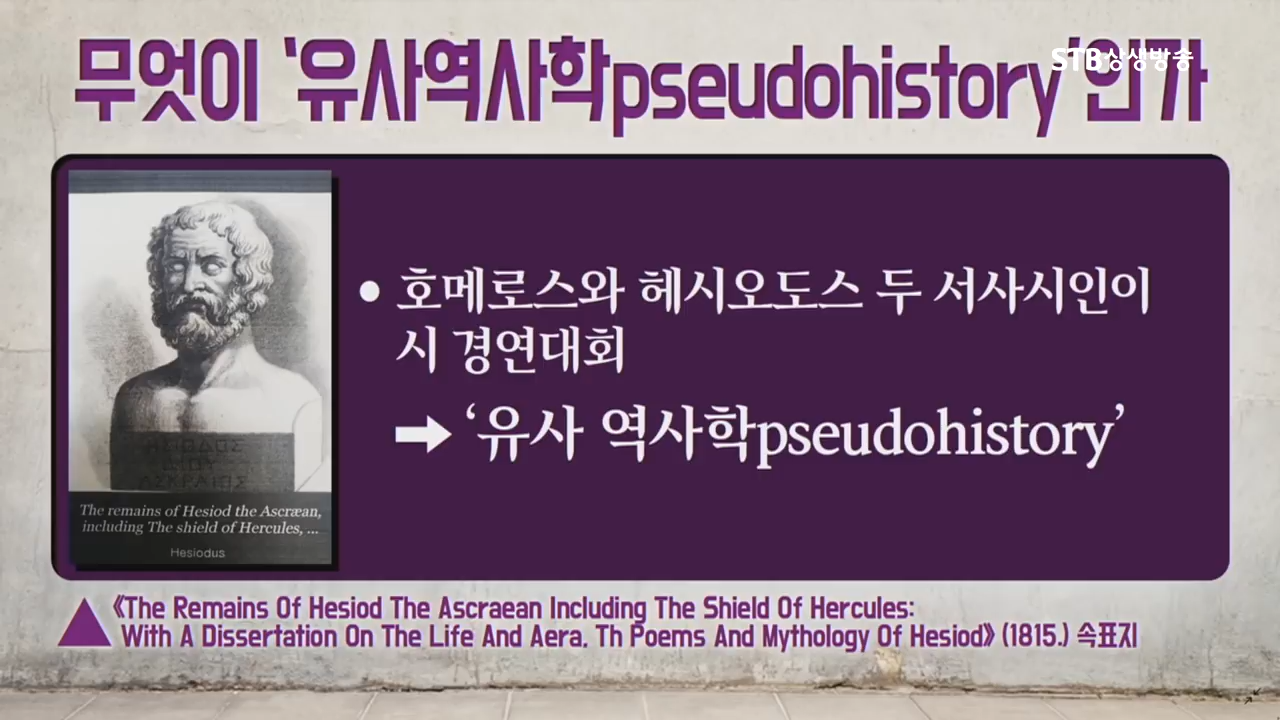 무엇이 ‘유사역사학pseudohistory’인가
STB상생방송
• 호메로스와 헤시오도스 두 서사시인이
시 경연대회
➡ ‘유사 역사학pseudohistory’
ΗΣΙΟΔΟΣ
ΔΙΟΥ
ΑΣΚΡΑΙΟΣ
The remains of Hesiod the Ascræan,
including The shield of Hercules, ...
Hesiodus
▲《The Remains Of Hesiod The Ascraean Including The Shield Of Hercules:
With A Dissertation On The Life And Aera, Th Poems And Mythology Of Hesiod》 (1815.) 속표지